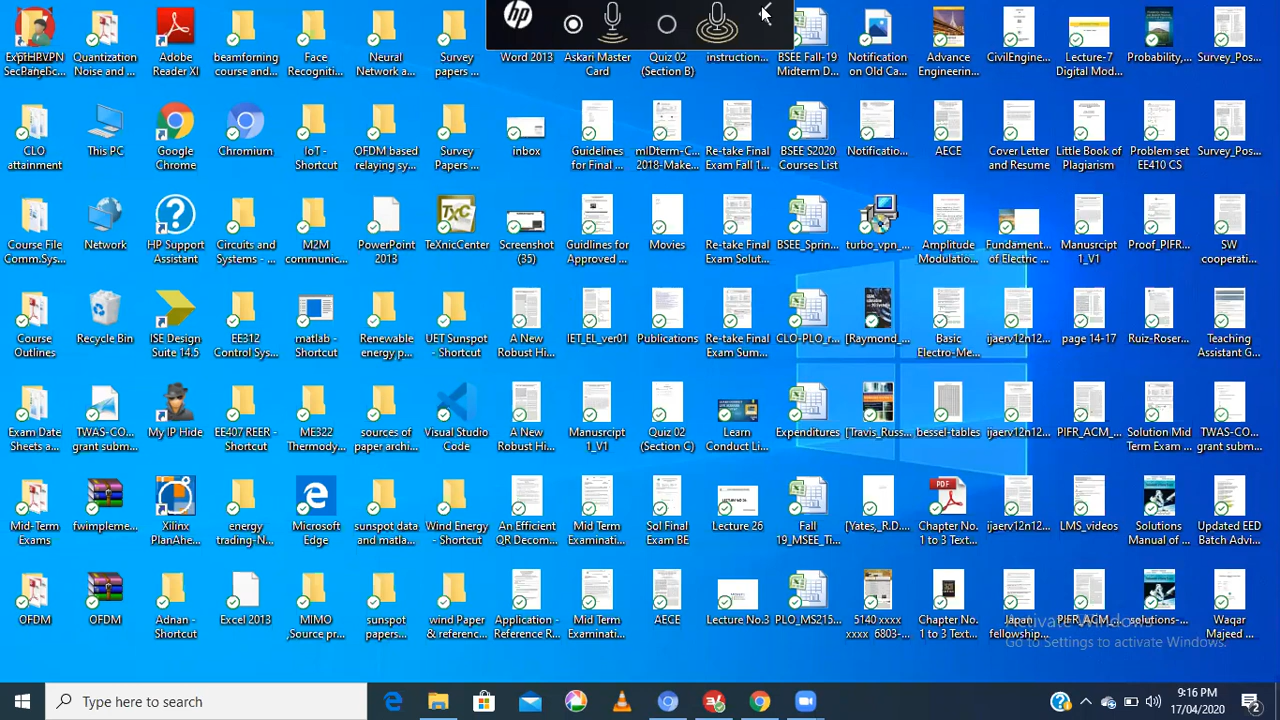 hp
ExpressVPN
SecPaneSc...
Quantization
Noise and ...
Adobe
Reader XI
beamforming
course and...
Face
Recogniti...
Neural
Network a...
Survey
papers ...
Word 2013
Askari Master
Card
Quiz 02
(Section B)
instruction...
BSEE Fall-19
Midterm D...
Notification
on Old Ca...
Advance
Engineerin...
CivilEngine...
Lecture-7
Digital Mod...
Probability,...
Survey_Pos...
CLO
attainment
This PC
Google
Chrome
Chromium
IoT -
Shortcut
OFDM based
relaying sy...
Survey
Papers ...
inbox
Guidelines
for Final ...
mIDterm-C...
2018-Make...
Re-take Final
Exam Fall 1...
BSEE S2020
Courses List
Notificatio...
AECE
Cover Letter
and Resume
Little Book of
Plagiarism
Problem set
EE410 CS
Survey_Pos...
Course File
Comm.Sys...
Network
HP Support
Assistant
Circuits and
Systems - ...
M2M
communic...
PowerPoint
2013
TeXnicCenter
Screenshot
(35)
Guidlines for
Approved ...
Movies
Re-take Final
Exam Solut...
BSEE_Sprin...
turbo_vpn_...
Amplitude
Modulatio...
Fundament...
of Electric ...
Manusrcipt
1_V1
Proof_PIFR...
SW
cooperati...
Course
Outlines
Recycle Bin
ISE Design
Suite 14.5
EE312
Control Sys...
matlab -
Shortcut
Renewable
energy p...
UET Sunspot
- Shortcut
A New
Robust Hi...
IET_EL_ver01
Publications
Re-take Final
Exam Sum...
CLO-PLO_r...
[Raymond_...
Basic
Electro-Me...
ijaerv12n12...
page 14-17
Ruiz-Roser...
Teaching
Assistant G...
Exam Date
Sheets a...
TWAS-CO...
grant subm...
My IP Hide
EE407 REER -
Shortcut
ME322
Thermody...
sources of
paper archi...
Visual Studio
Code
A New
Robust Hi...
Manusrcipt
1_V1
Quiz 02
(Section C)
Learn
Conduct Li...
Expenditures
[Travis_Russ...
bessel-tables
ijaerv12n12...
PIFR_ACM_...
Solution Mid
Term Exam ...
TWAS-CO...
grant subm...
Mid-Term
Exams
fwimpleme...
Xilinx
PlanAhe...
energy
trading-N...
Microsoft
Edge
sunspot data
and matla...
Wind Energy
- Shortcut
An Efficient
QR Decom...
Mid Term
Examinati...
Sol Final
Exam BE
Lecture 26
Fall
19_MSEE_Ti...
[Yates,_R.D....
Chapter No.
1 to 3 Text...
ijaerv12n12...
LMS_videos
Solutions
Manual of ...
Updated EED
Batch Advi...
OFDM
OFDM
Adnan -
Shortcut
Excel 2013
MIMO
,Source pr...
sunspot
papers...
wind Paper
& referenc...
Application -
Reference R...
Mid Term
Examinati...
AECE
Lecture No.3
PLO_MS215...
5140 xxxx
xxxx 6803-...
Chapter No.
1 to 3 Text...
Japan
fellowship...
PIFR_ACM_...
solutions-...
Waqar
Majeed ...
Activate Windows
Go to Settings to activate Windows.
Type here to search
9:16 PM
17/04/2020
2